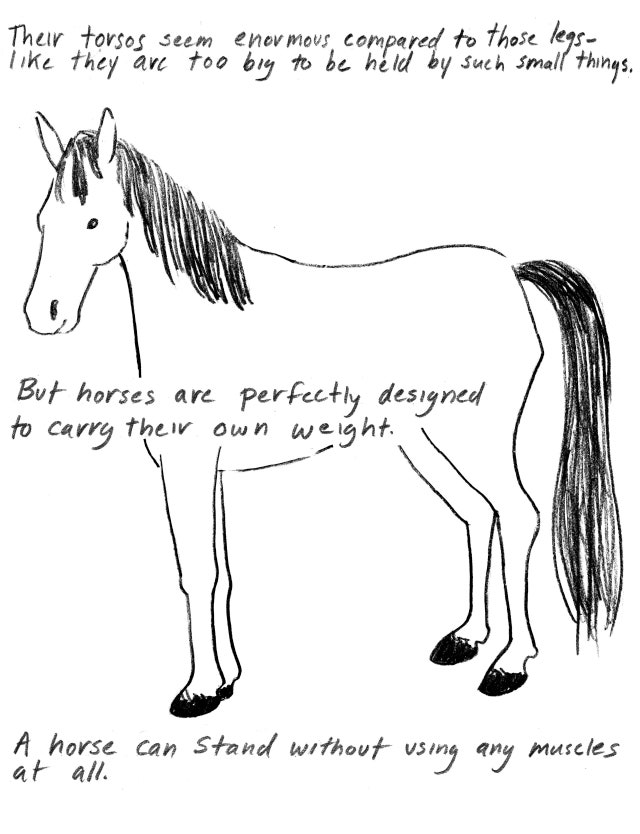 Their torsos seem enormous compared to those legs-
like they are too big to be held by such small things.
But horses are perfectly designed
to carry their own weight.
A horse can stand without using any muscles
at all.